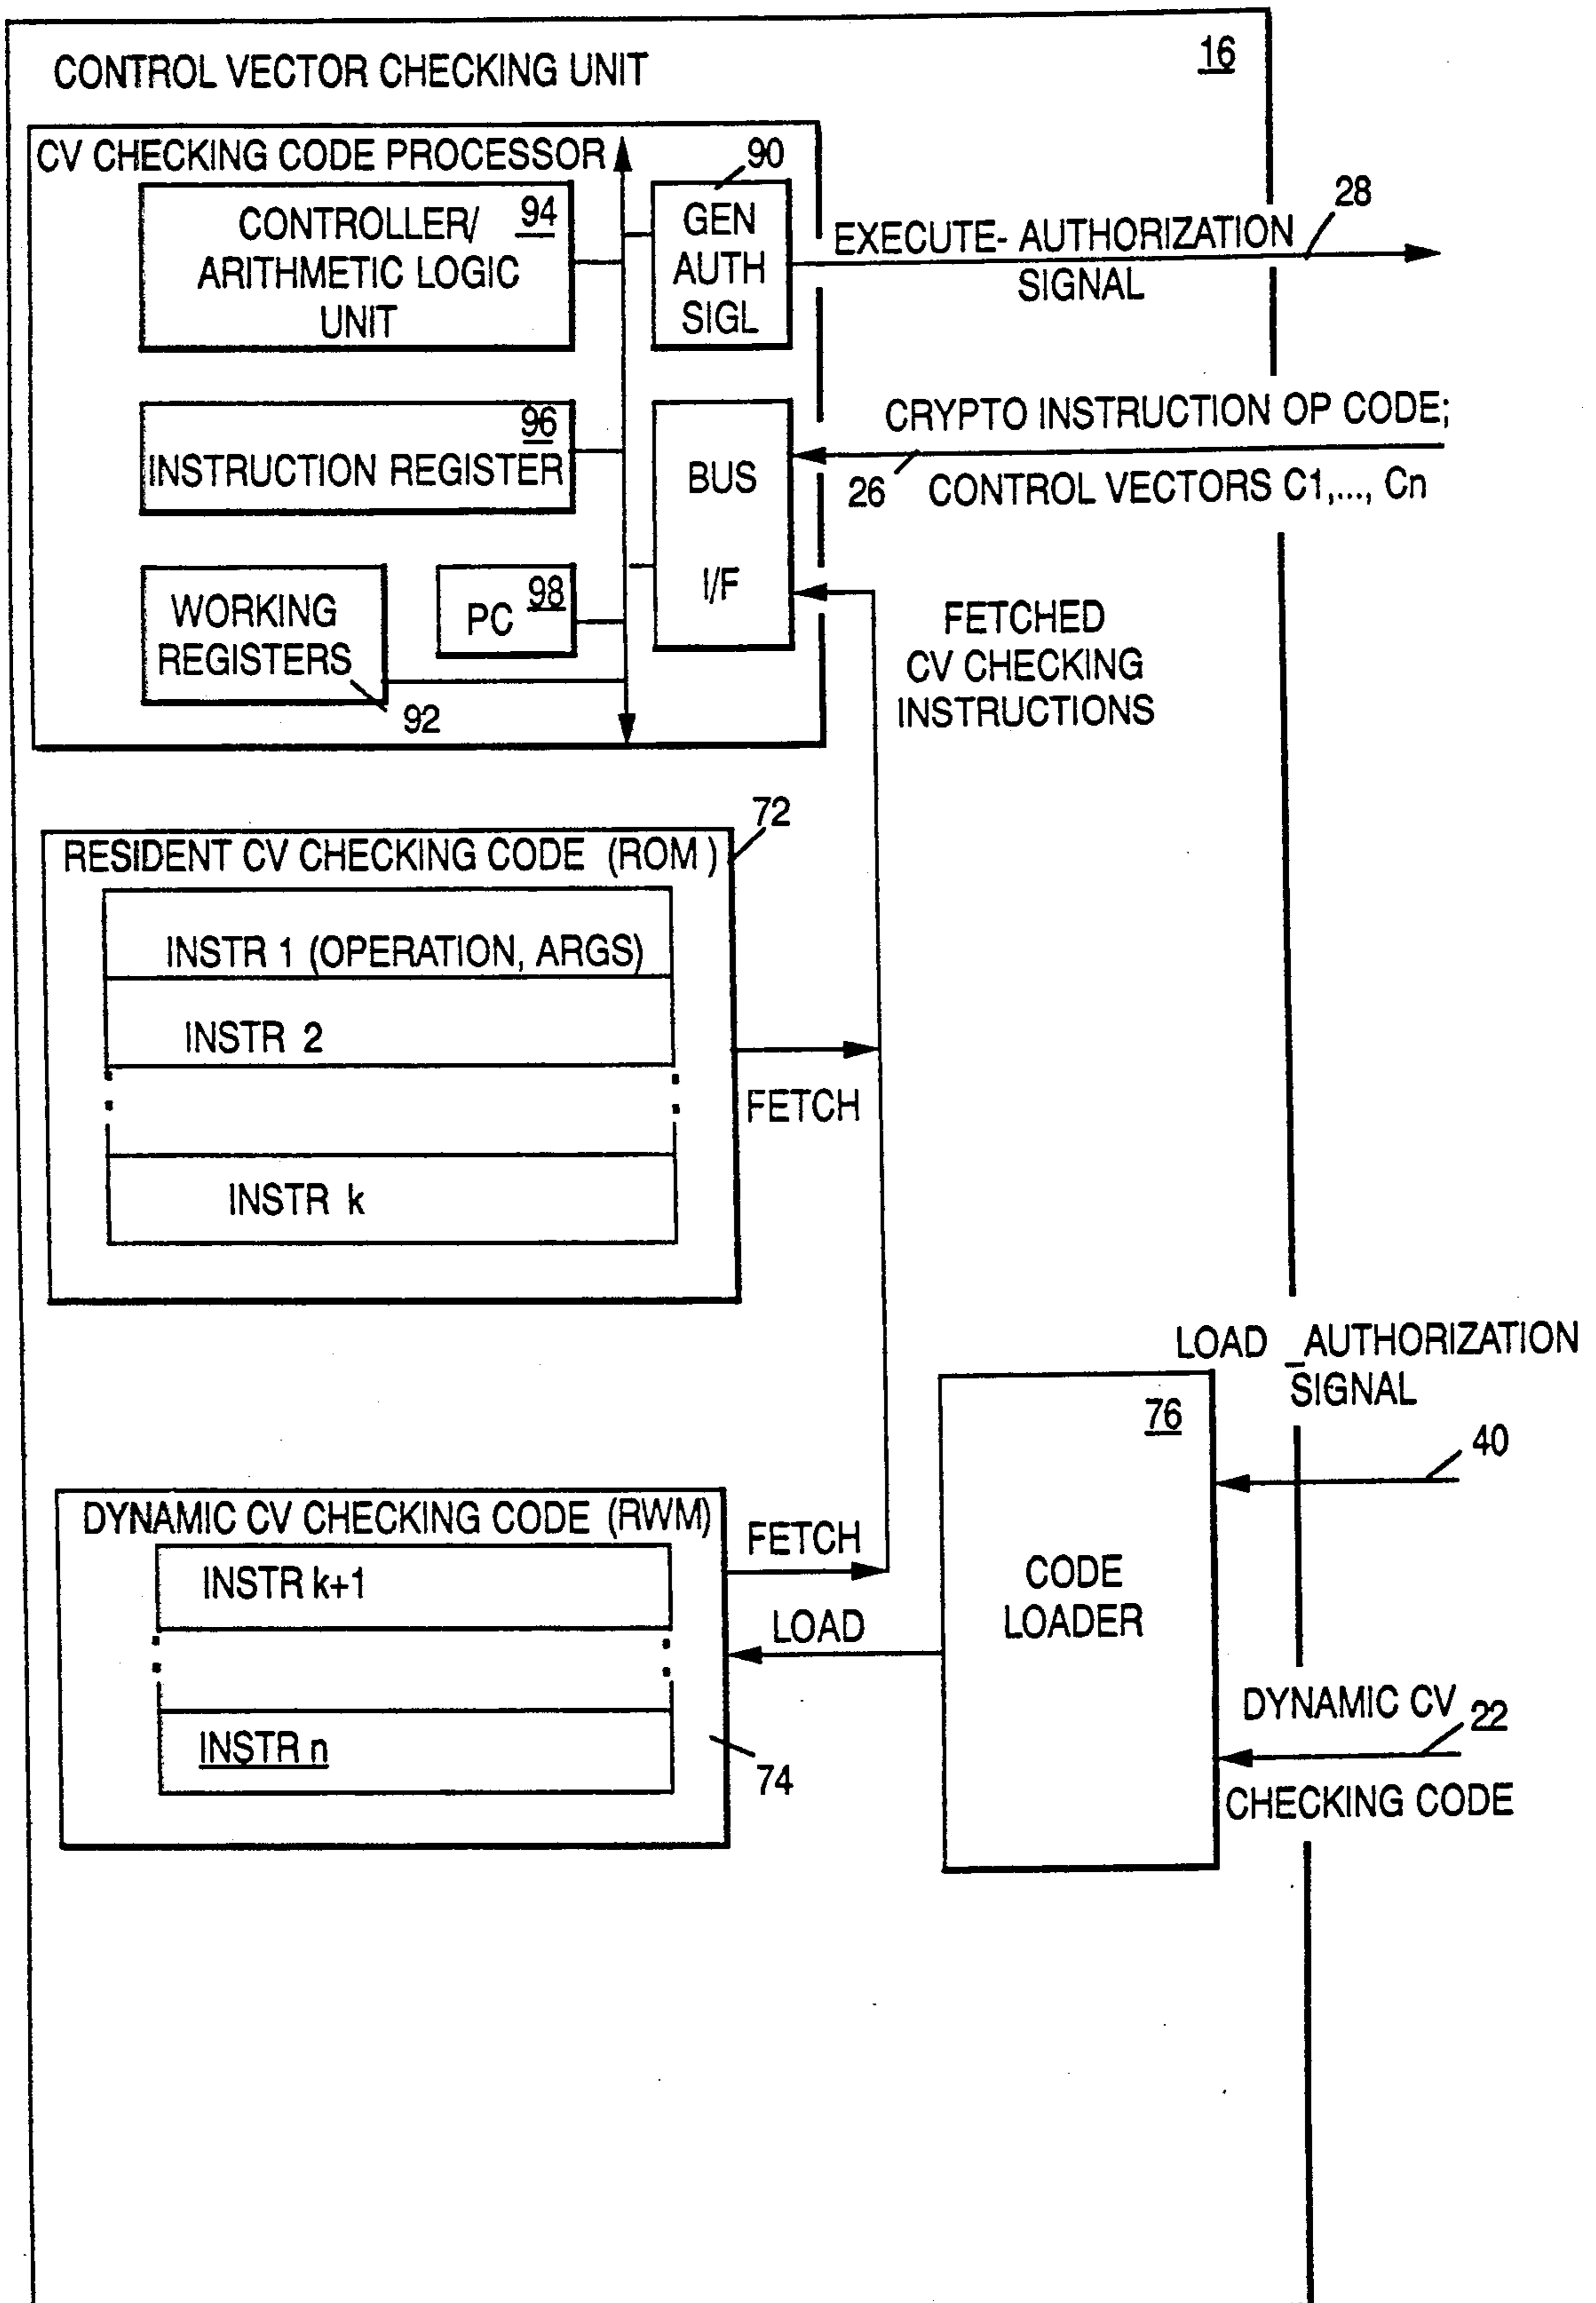 CONTROL VECTOR CHECKING UNIT
16
CV CHECKING CODE PROCESSOR
90
CONTROLLER/
94
ARITHMETIC LOGIC
UNIT
GEN
AUTH
SIGL
28
EXECUTE- AUTHORIZATION
SIGNAL
96
INSTRUCTION REGISTER
BUS
I/F
CRYPTO INSTRUCTION OP CODE;
26
CONTROL VECTORS C1,..., Cn
WORKING
REGISTERS
92
PC
98
FETCHED
CV CHECKING
INSTRUCTIONS
72
RESIDENT CV CHECKING CODE (ROM )
INSTR 1 (OPERATION, ARGS)
INSTR 2
FETCH
INSTR k
LOAD _AUTHORIZATION
SIGNAL
76
40
DYNAMIC CV CHECKING CODE (RWM)
INSTR k+1
FETCH
LOAD
CODE
LOADER
INSTR n
74
DYNAMIC CV
22
CHECKING CODE